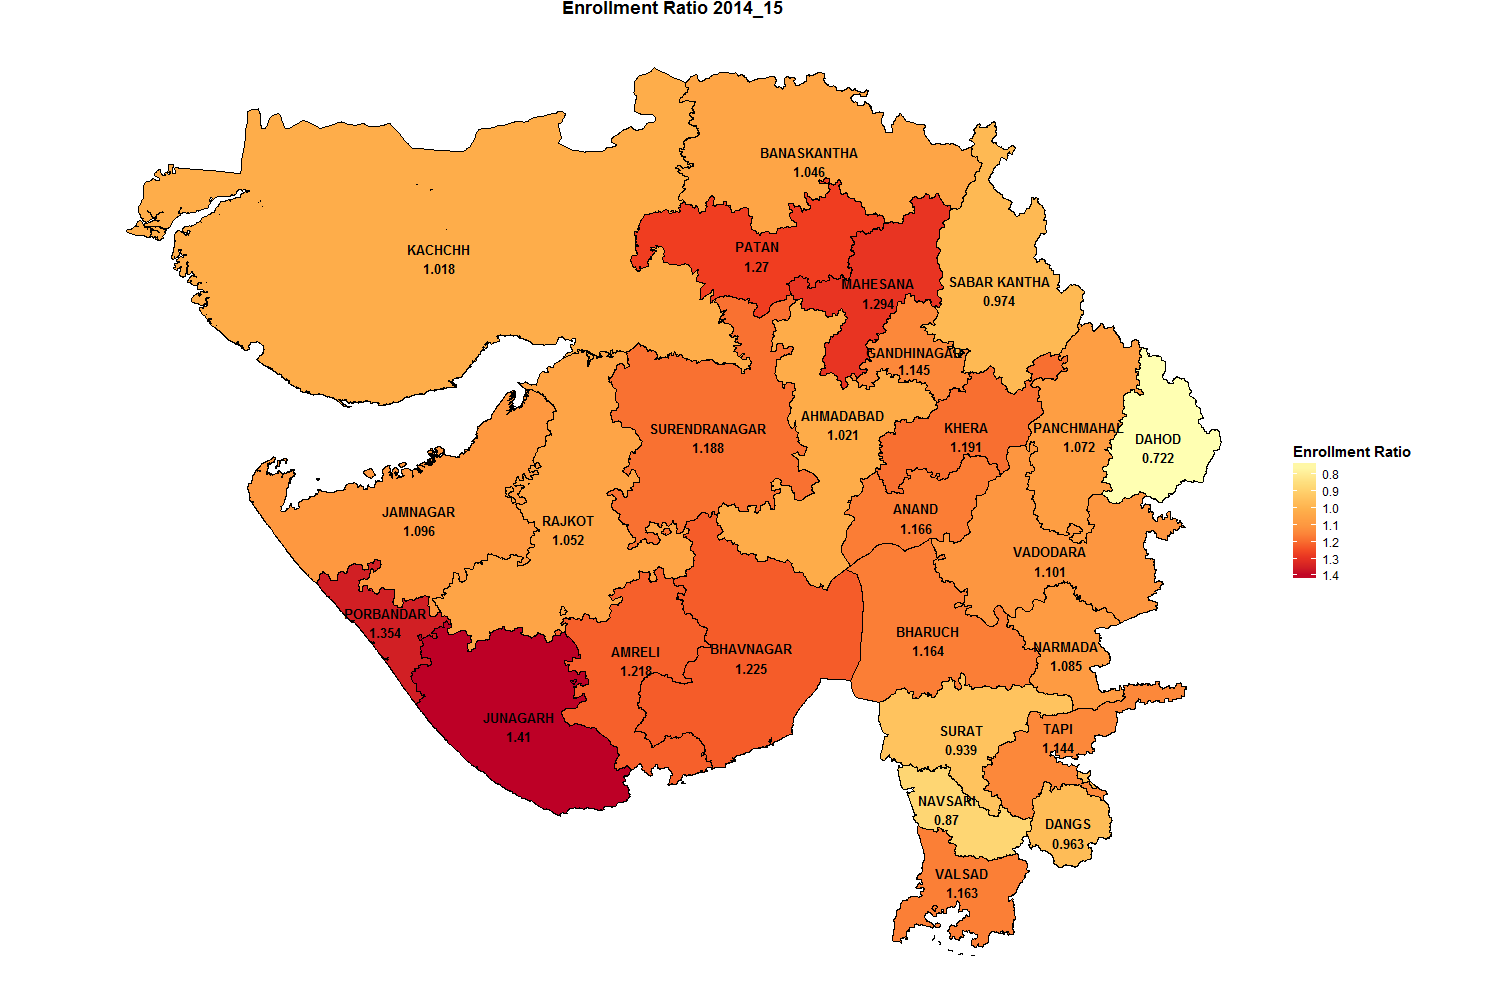 Enrollment Ratio 2014_15
BANASKANTHA
1.046
PATAN
1.27
KACHCHH
1.018
MAHESANA
1.294
SABAR KANTHA
0.974
GANDHINAGAR
1.145
AHMADABAD
1.021
SURENDRANAGAR
1.188
KHERA
1.191
PANCHMAHAL
1.072
DAHOD
0.722
JAMNAGAR
1.096
RAJKOT
1.052
ANAND
1.166
VADODARA
1.101
PORBANDAR
1.354
AMRELI
1.218
BHAVNAGAR
1.225
BHARUCH
1.164
NARMADA
1.085
JUNAGARH
1.41
SURAT
0.939
TAPI
1.144
NAVSARI
0.87
DANGS
0.963
VALSAD
1.163
Enrollment Ratio
0.8
0.9
1.0
1.1
1.2
1.3
1.4